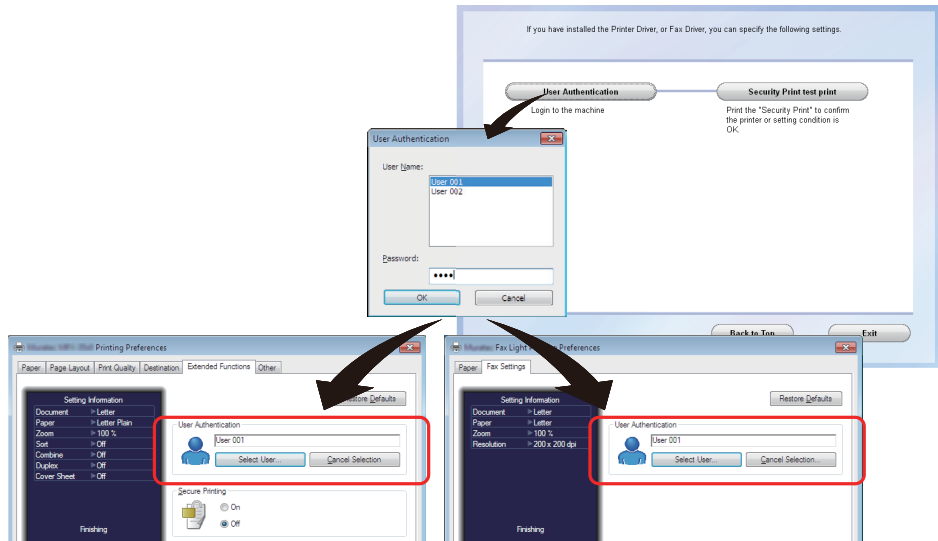 If you have installed the Printer Driver, or Fax Driver, you can specify the following settings.
User Authentication
Login to the machine
Security Print test print
Print the "Security Print" to confirm
the printer or setting condition is
OK.
User Authentication
User Name:
User 001
User 002
Password:
OK
Cancel
Back to Top
Exit
Printing Preferences
Paper Page Layout Print Quality Destination Extended Functions Other
Setting Information
Document Letter
Paper Letter Plain
Zoom 100 %
Sort Off
Combine Off
Duplex Off
Cover Sheet Off
Finishing
Restore Defaults
User Authentication
User 001
Select User...
Cancel Selection
Secure Printing
On
Off
Fax Light Preferences
Paper Fax Settings
Setting Information
Document Letter
Paper Letter
Zoom 100 %
Resolution 200 x 200 dpi
Finishing
Restore Defaults
User Authentication
User 001
Select User...
Cancel Selection...